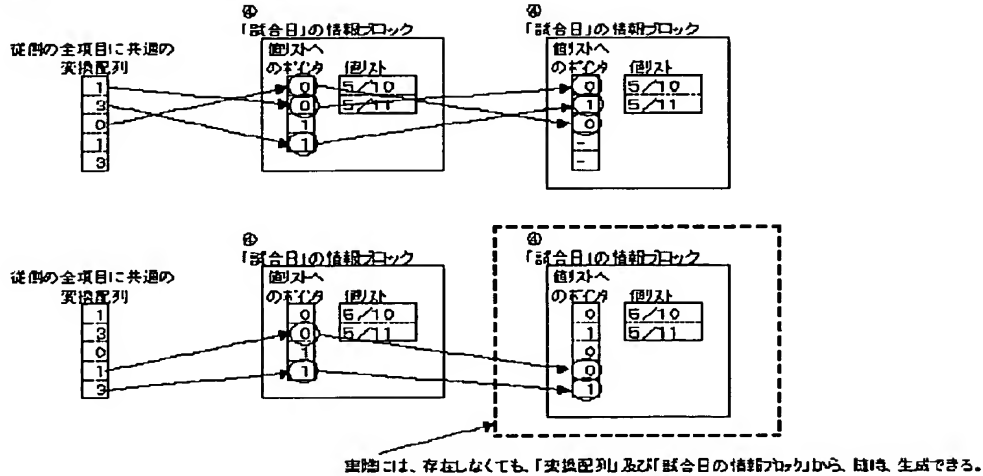 ④
「試合日」の情報ブロック
④
「試合日」の情報ブロック
従側の全項目に共通の
変換配列
1
3
0
1
3
値リストへ
のポインタ
0
0
1
1
値リスト
5/10
5/11
値リストへ
のポインタ
0
1
0
-
-
値リスト
5/10
5/11
④
「試合日」の情報ブロック
④
「試合日」の情報ブロック
従側の全項目に共通の
変換配列
1
3
0
1
3
値リストへ
のポインタ
0
0
1
1
値リスト
5/10
5/11
値リストへ
のポインタ
0
1
0
0
1
値リスト
5/10
5/11
実際には、存在しなくても、「変換配列」及び「試合日の情報ブロック」から、随時、生成できる。